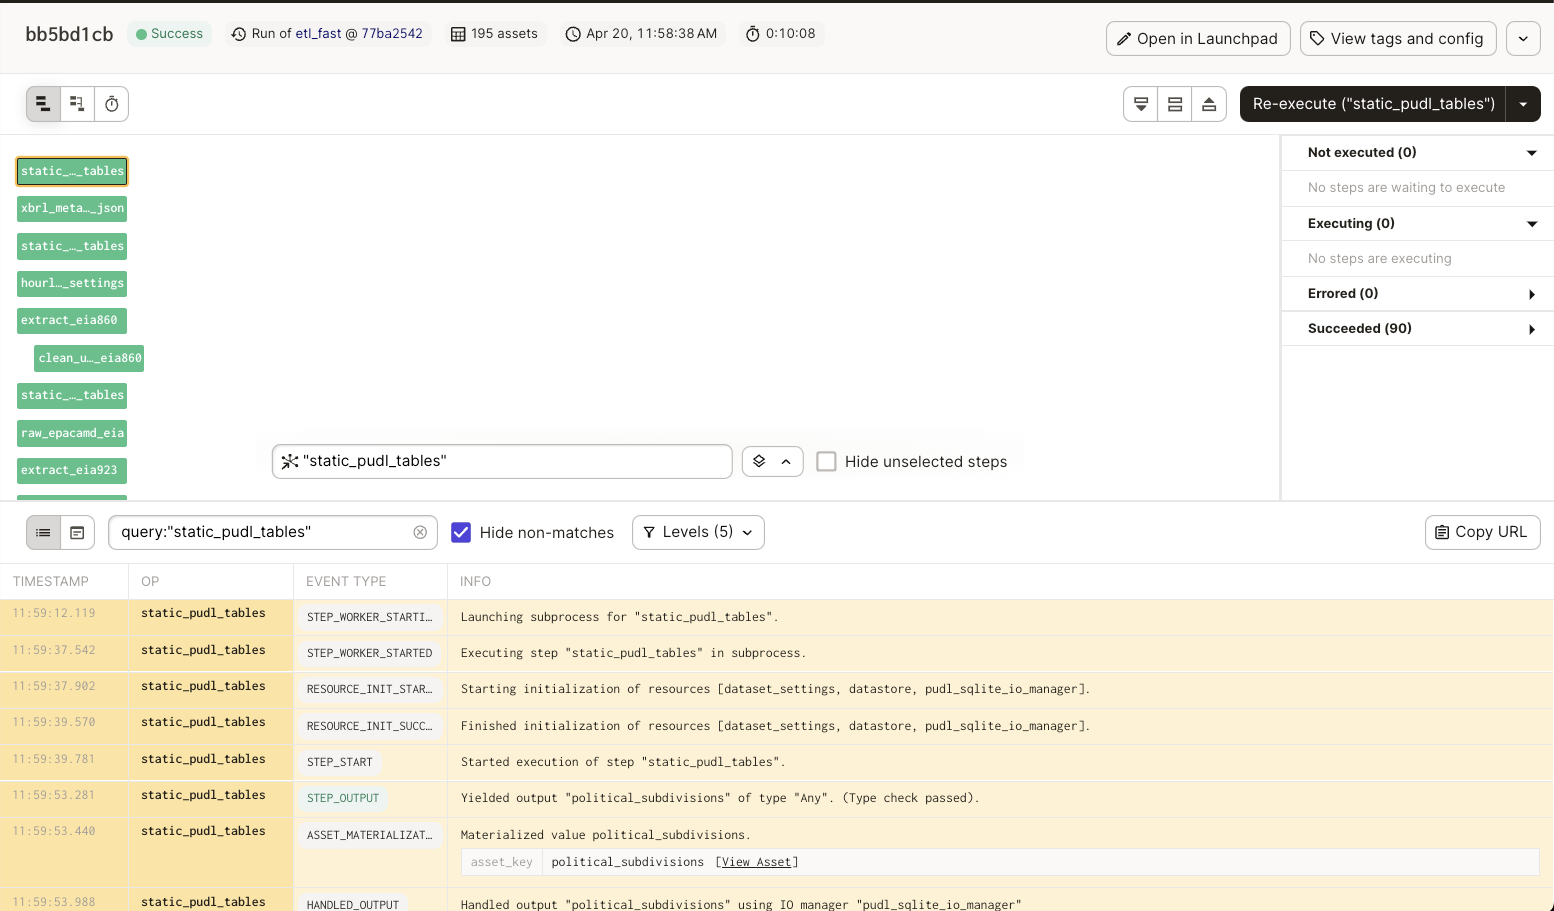 bb5bd1cb Success Run of etl_fast @ 77ba2542 195 assets Apr 20, 11:58:38 AM 0:10:08 Open in Launchpad View tags and config
Re-execute ("static_pudl_tables")
static_…_tables
xbrl_meta…_json
static_…_tables
hourl…_settings
extract_eia860
clean_u…_eia860
static_…_tables
raw_epacamd_eia
extract_eia923
"static_pudl_tables" Hide unselected steps
Not executed (0)
No steps are waiting to execute
Executing (0)
No steps are executing
Errored (0)
Succeeded (90)
query:"static_pudl_tables" Hide non-matches Levels (5) Copy URL
TIMESTAMP OP EVENT TYPE INFO
11:59:12.119 static_pudl_tables STEP_WORKER_STARTI… Launching subprocess for "static_pudl_tables".
11:59:37.542 static_pudl_tables STEP_WORKER_STARTED Executing step "static_pudl_tables" in subprocess.
11:59:37.902 static_pudl_tables RESOURCE_INIT_STAR… Starting initialization of resources [dataset_settings, datastore, pudl_sqlite_io_manager].
11:59:39.570 static_pudl_tables RESOURCE_INIT_SUCC… Finished initialization of resources [dataset_settings, datastore, pudl_sqlite_io_manager].
11:59:39.781 static_pudl_tables STEP_START Started execution of step "static_pudl_tables".
11:59:53.281 static_pudl_tables STEP_OUTPUT Yielded output "political_subdivisions" of type "Any". (Type check passed).
11:59:53.440 static_pudl_tables ASSET_MATERIALIZAT… Materialized value political_subdivisions.
asset_key political_subdivisions [View Asset]
11:59:53.988 static_pudl_tables HANDLED_OUTPUT Handled output "political_subdivisions" using IO manager "pudl_sqlite_io_manager"